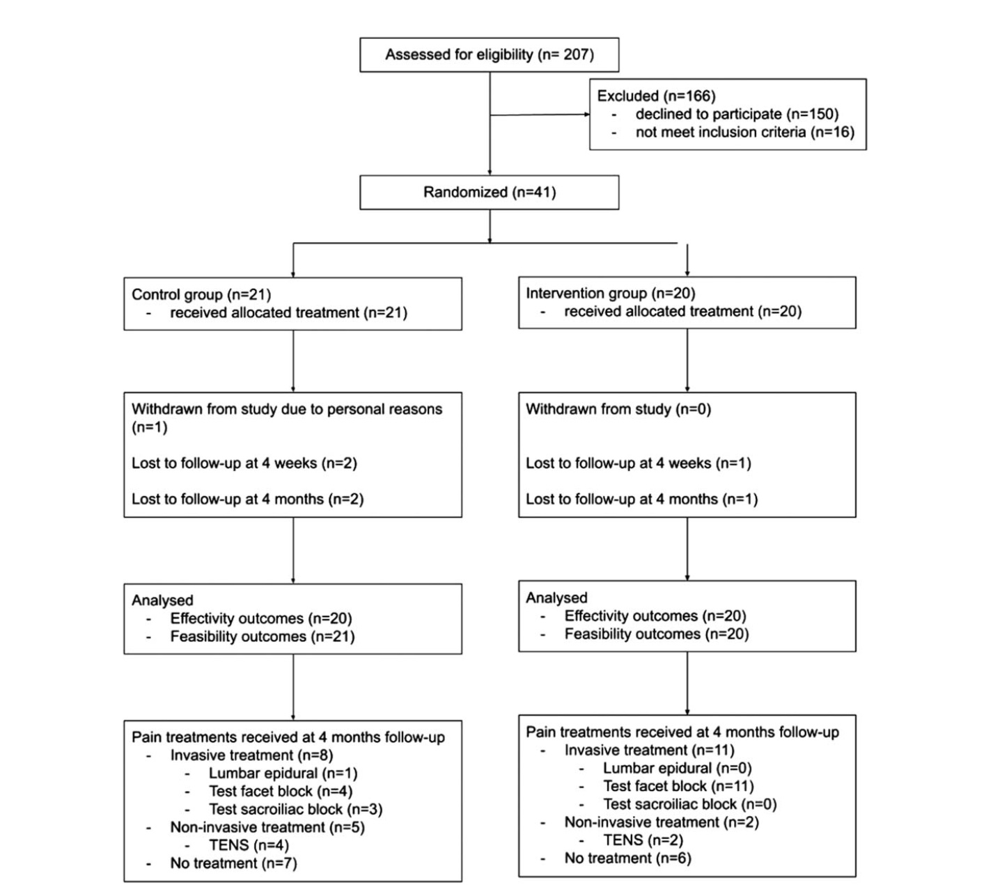 Assessed for eligibility (n= 207)
Excluded (n=166)
- declined to participate (n=150)
- not meet inclusion criteria (n=16)
Randomized (n=41)
Control group (n=21)
- received allocated treatment (n=21)
Intervention group (n=20)
- received allocated treatment (n=20)
Withdrawn from study due to personal reasons
(n=1)
Lost to follow-up at 4 weeks (n=2)
Lost to follow-up at 4 months (n=2)
Withdrawn from study (n=0)
Lost to follow-up at 4 weeks (n=1)
Lost to follow-up at 4 months (n=1)
Analysed
- Effectivity outcomes (n=20)
- Feasibility outcomes (n=21)
Analysed
- Effectivity outcomes (n=20)
- Feasibility outcomes (n=20)
Pain treatments received at 4 months follow-up
- Invasive treatment (n=8)
- Lumbar epidural (n=1)
- Test facet block (n=4)
- Test sacroiliac block (n=3)
- Non-invasive treatment (n=5)
- TENS (n=4)
- No treatment (n=7)
Pain treatments received at 4 months follow-up
- Invasive treatment (n=11)
- Lumbar epidural (n=0)
- Test facet block (n=11)
- Test sacroiliac block (n=0)
- Non-invasive treatment (n=2)
- TENS (n=2)
- No treatment (n=6)